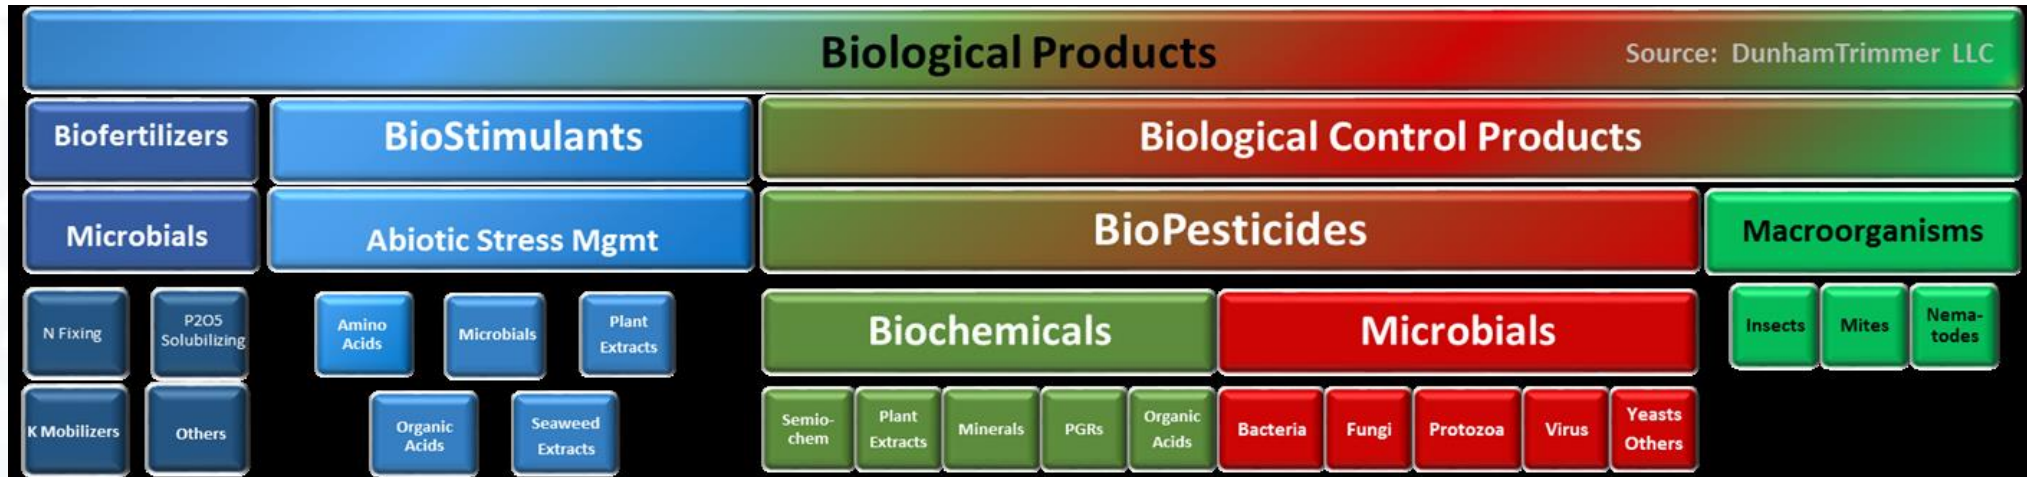 Biological Products
Source: DunhamTrimmer LLC
Biofertilizers
BioStimulants
Biological Control Products
Microbials
Abiotic Stress Mgmt
BioPesticides
Macroorganisms
N Fixing
P2O5
Solubilizing
Amino
Acids
Microbials
Plant
Extracts
Biochemicals
Microbials
Insects
Mites
Nema-
todes
K Mobilizers
Others
Organic
Acids
Seaweed
Extracts
Semio-
chem
Plant
Extracts
Minerals
PGRs
Organic
Acids
Bacteria
Fungi
Protozoa
Virus
Yeasts
Others